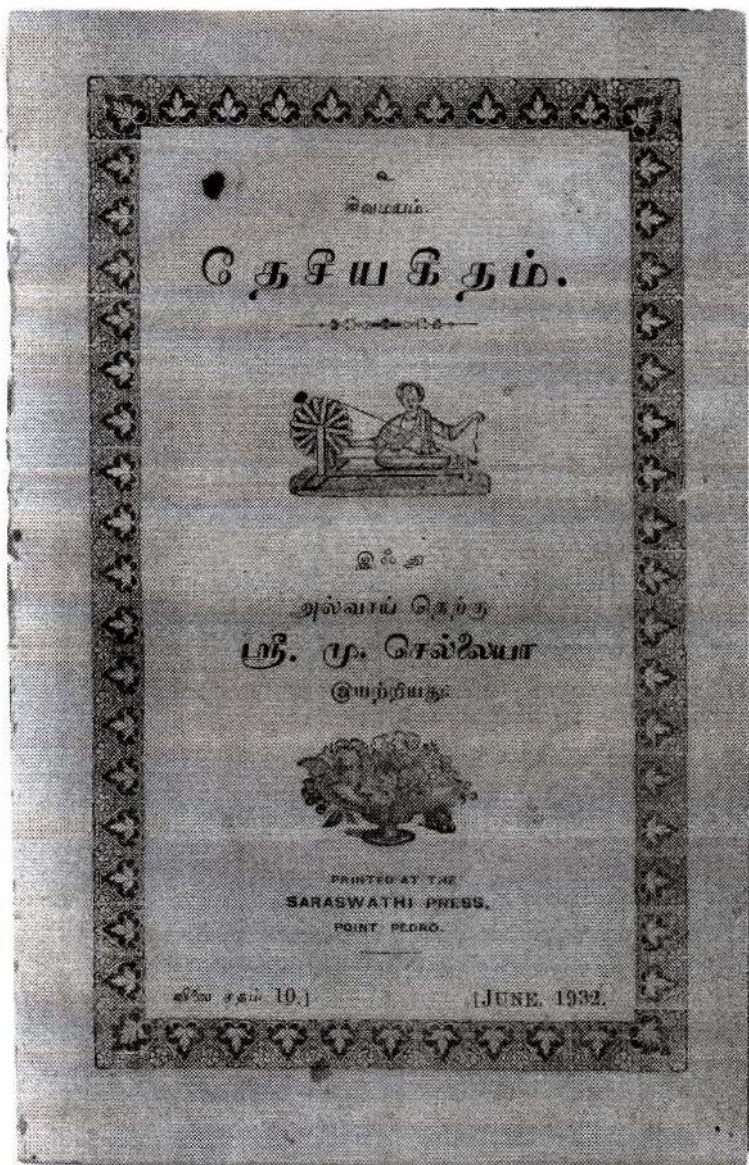 உ
சிவமயம்.
தேசியகீதம்.
இஃது
அல்வாய் தெற்கு
ஸ்ரீ. மு. செல்லையா
இயற்றியது.
PRINTED AT THE
SARASWATHI PRESS,
POINT PEDRO.
விலை சதம் 10.] [JUNE, 1932.